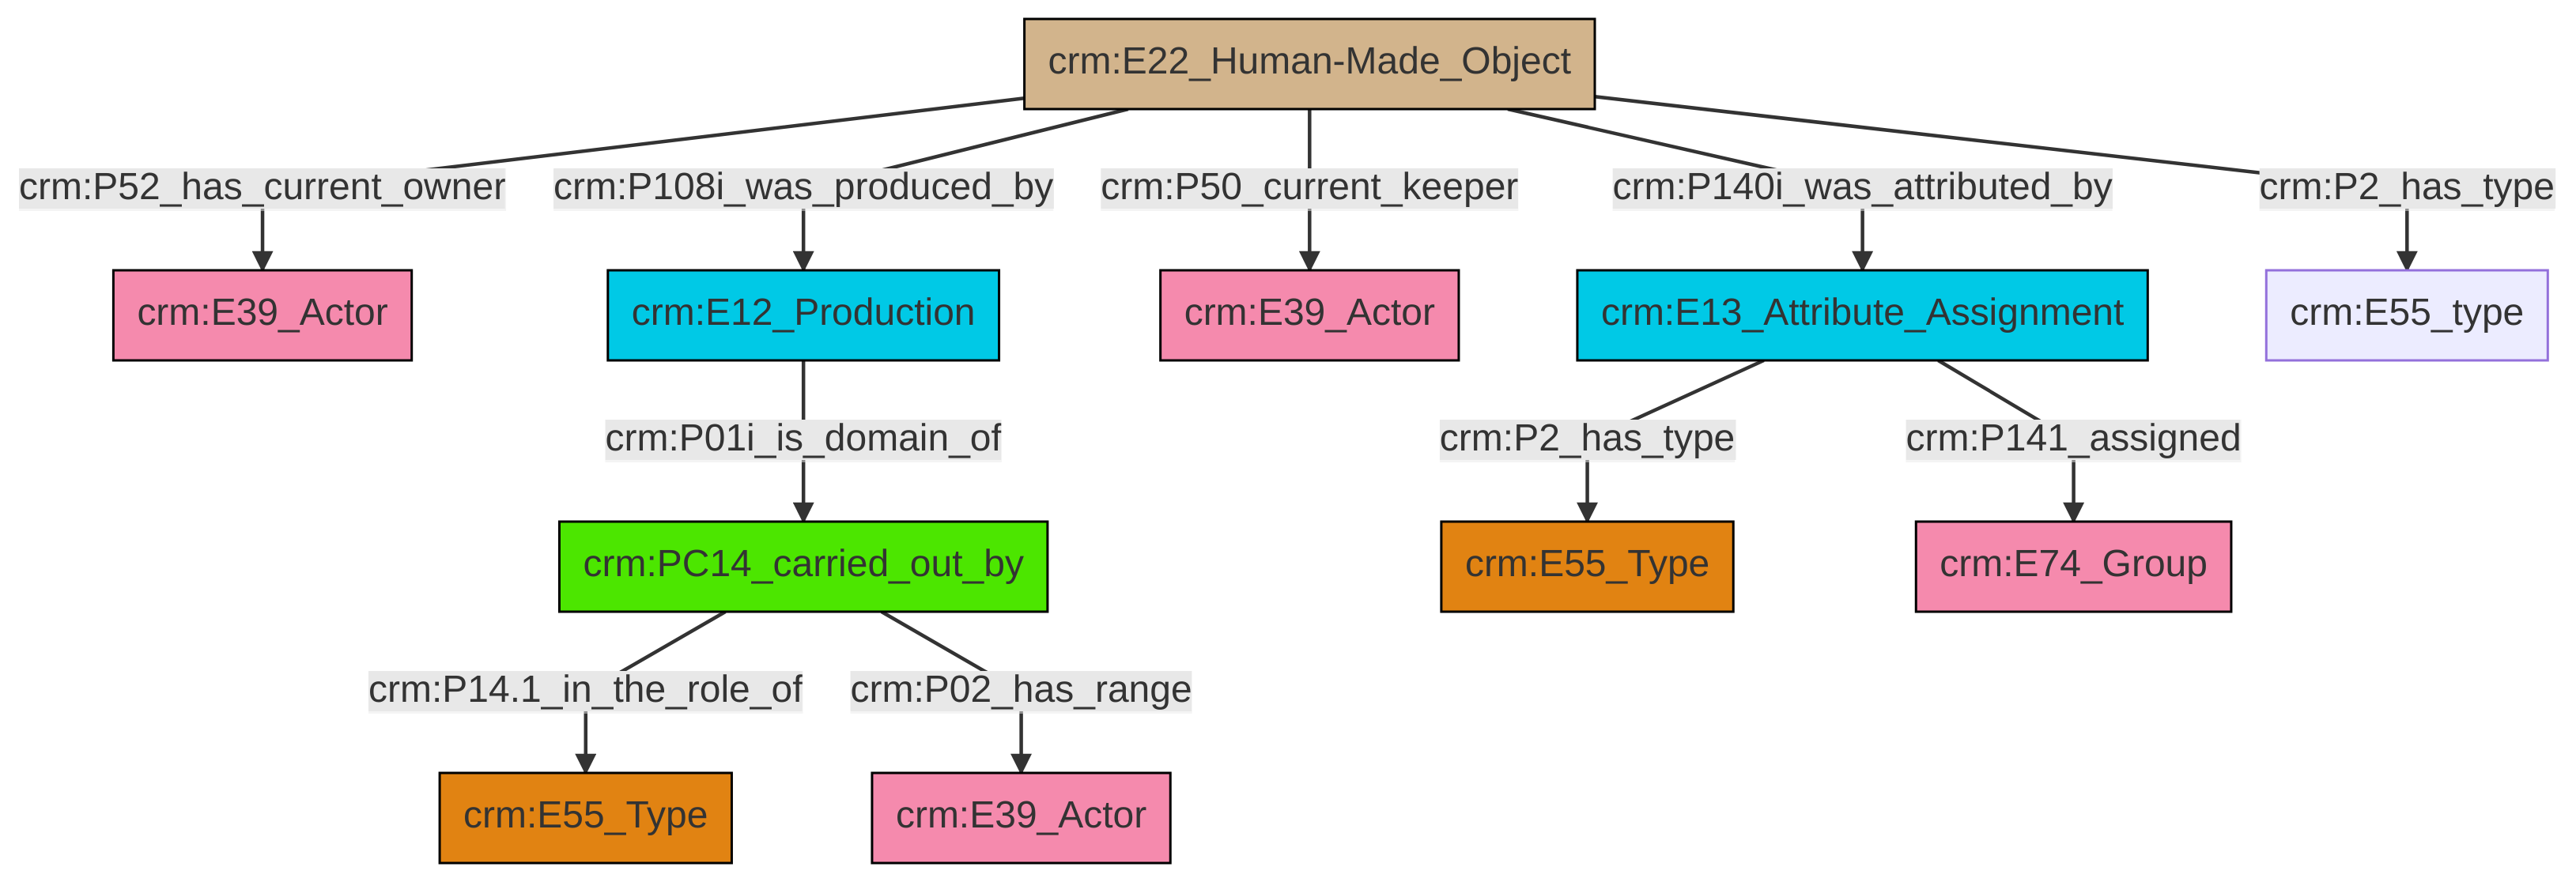 crm:E22_Human-Made_Object
crm:P52_has_current_owner
crm:P108i_was_produced_by
crm:P50_current_keeper
crm:P140i_was_attributed_by
crm:P2_has_type
crm:E39_Actor
crm:E12_Production
crm:E39_Actor
crm:E13_Attribute_Assignment
crm:E55_type
crm:P01i_is_domain_of
crm:P2_has_type
crm:P141_assigned
crm:PC14_carried_out_by
crm:E55_Type
crm:E74_Group
crm:P14.1_in_the_role_of
crm:P02_has_range
crm:E55_Type
crm:E39_Actor